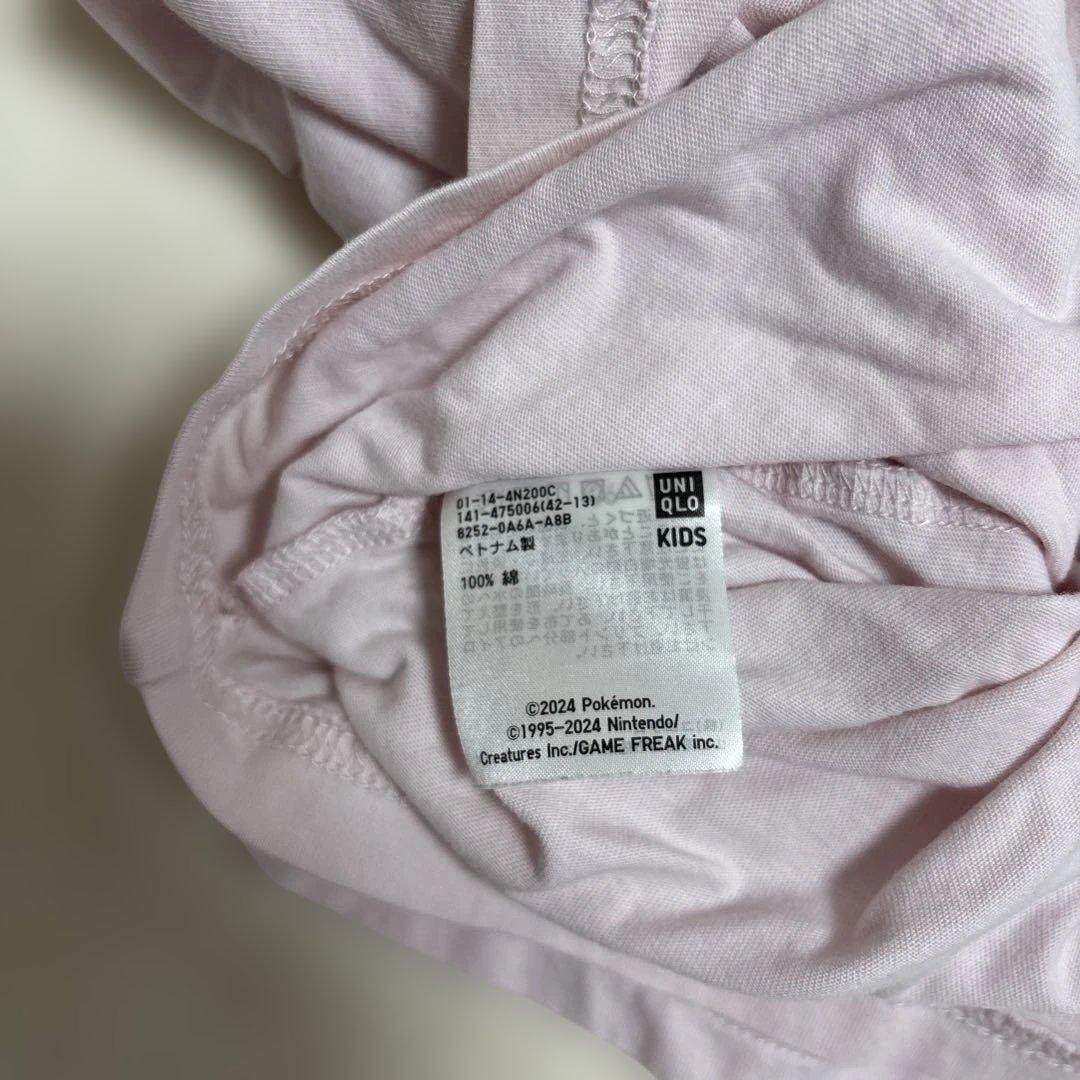 01-14-4N200C
141-475006(42-13)
8252-0A6A-A8B
ベトナム製
100% 綿
UNI
QLO
KIDS
©2024 Pokémon.
©1995-2024 Nintendo/
Creatures Inc./GAME FREAK inc.